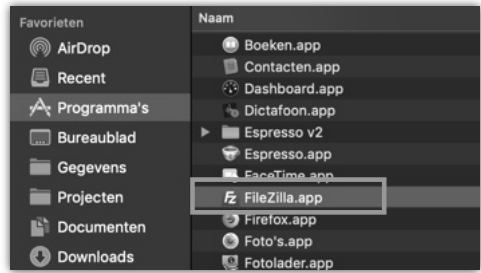 Favorieten
AirDrop
Recent
Programma's
Bureaublad
Gegevens
Projecten
Documenten
Downloads
Naam
Boeken.app
Contacten.app
Dashboard.app
Dictafoon.app
Espresso v2
Espresso.app
FaceTime.app
FileZilla.app
Firefox.app
Foto's.app
Fotolader.app